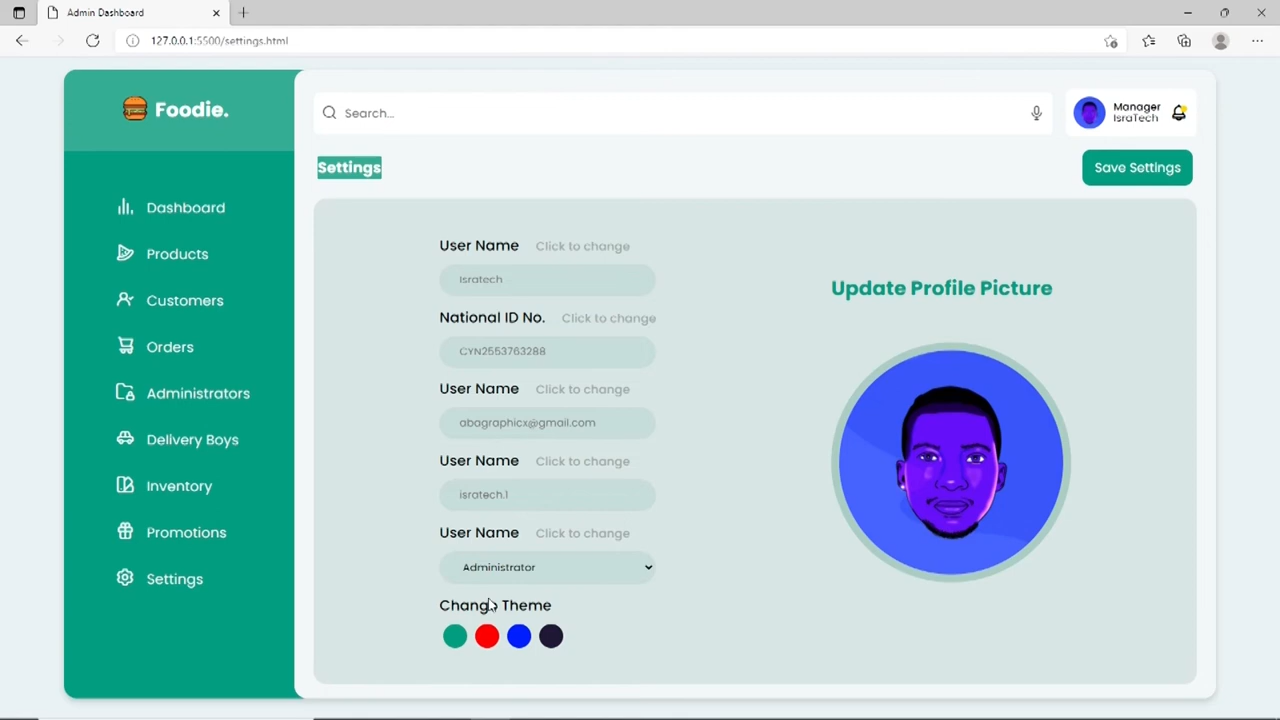 Admin Dashboard
127.0.0.1:5500/settings.html
Foodie.
Dashboard
Products
Customers
Orders
Administrators
Delivery Boys
Inventory
Promotions
Settings
Search...
Manager
IsraTech
Settings
Save Settings
User Name Click to change
Isratech
National ID No. Click to change
CYN2553763288
User Name Click to change
abagraphicx@gmail.com
User Name Click to change
isratech.1
User Name Click to change
Administrator
Change Theme
Update Profile Picture